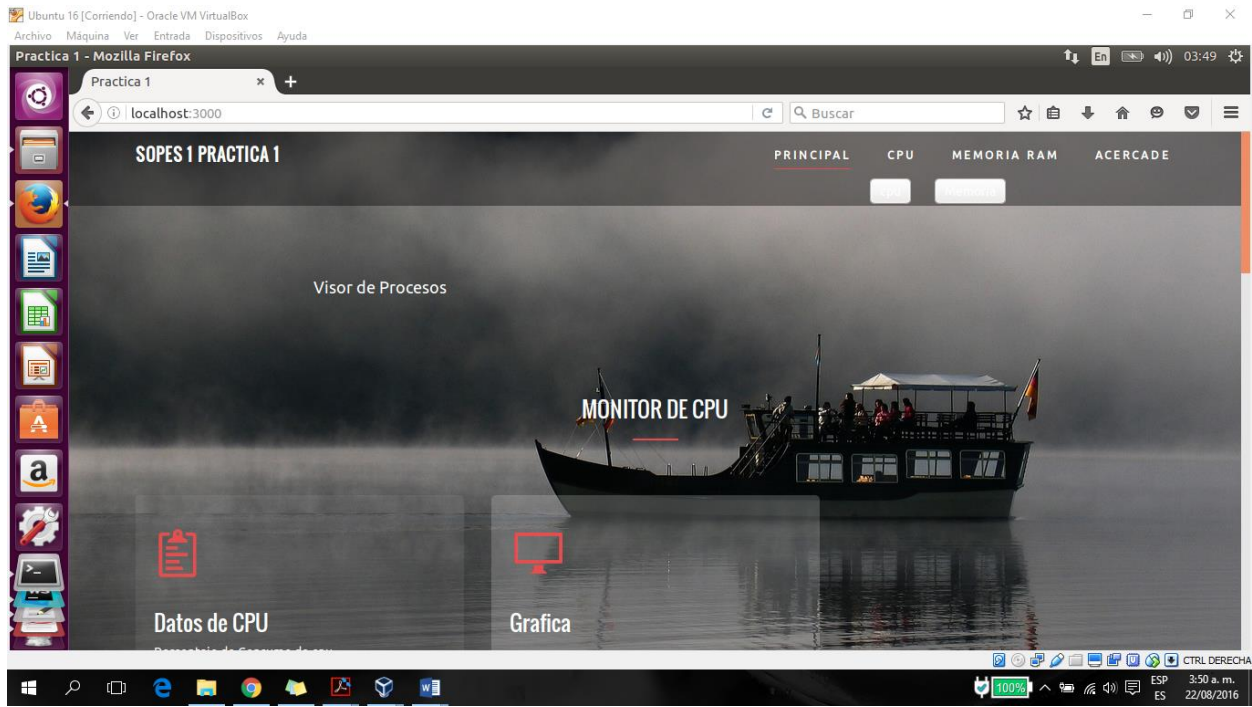 Ubuntu 16 [Corriendo] - Oracle VM VirtualBox
Archivo Máquina Ver Entrada Dispositivos Ayuda
Practica 1 - Mozilla Firefox
En
03:49
Practica 1
localhost:3000
Buscar
SOPES 1 PRACTICA 1
PRINCIPAL CPU MEMORIA RAM ACERCADE
Visor de Procesos
MONITOR DE CPU
Datos de CPU
Grafica
CTRL DERECHA
100%
ESP
ES
3:50 a. m.
22/08/2016